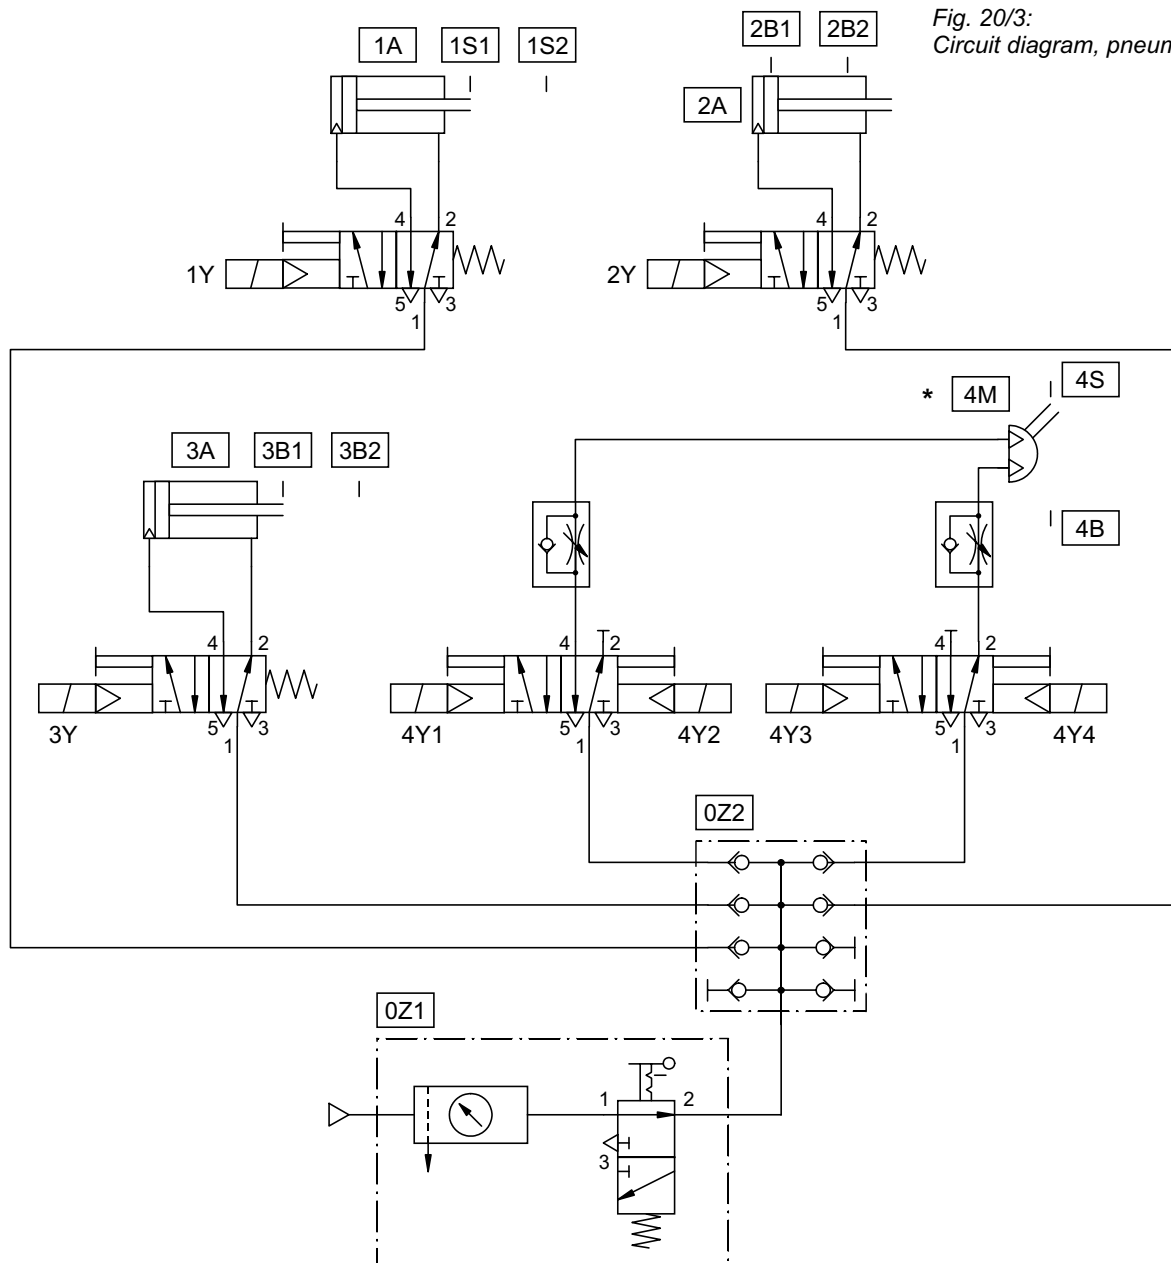 Fig. 20/3:
Circuit diagram, pneum
1A 1S1 1S2
2B1 2B2
2A
4 2
1Y
5 3
1
4 2
2Y
5 3
1
* 4M 4S
3A 3B1 3B2
4B
4 2
3Y
5 3
1
4 2
4Y1 4Y2
5 3
1
4 2
4Y3 4Y4
5 3
1
0Z2
0Z1
1 2
3